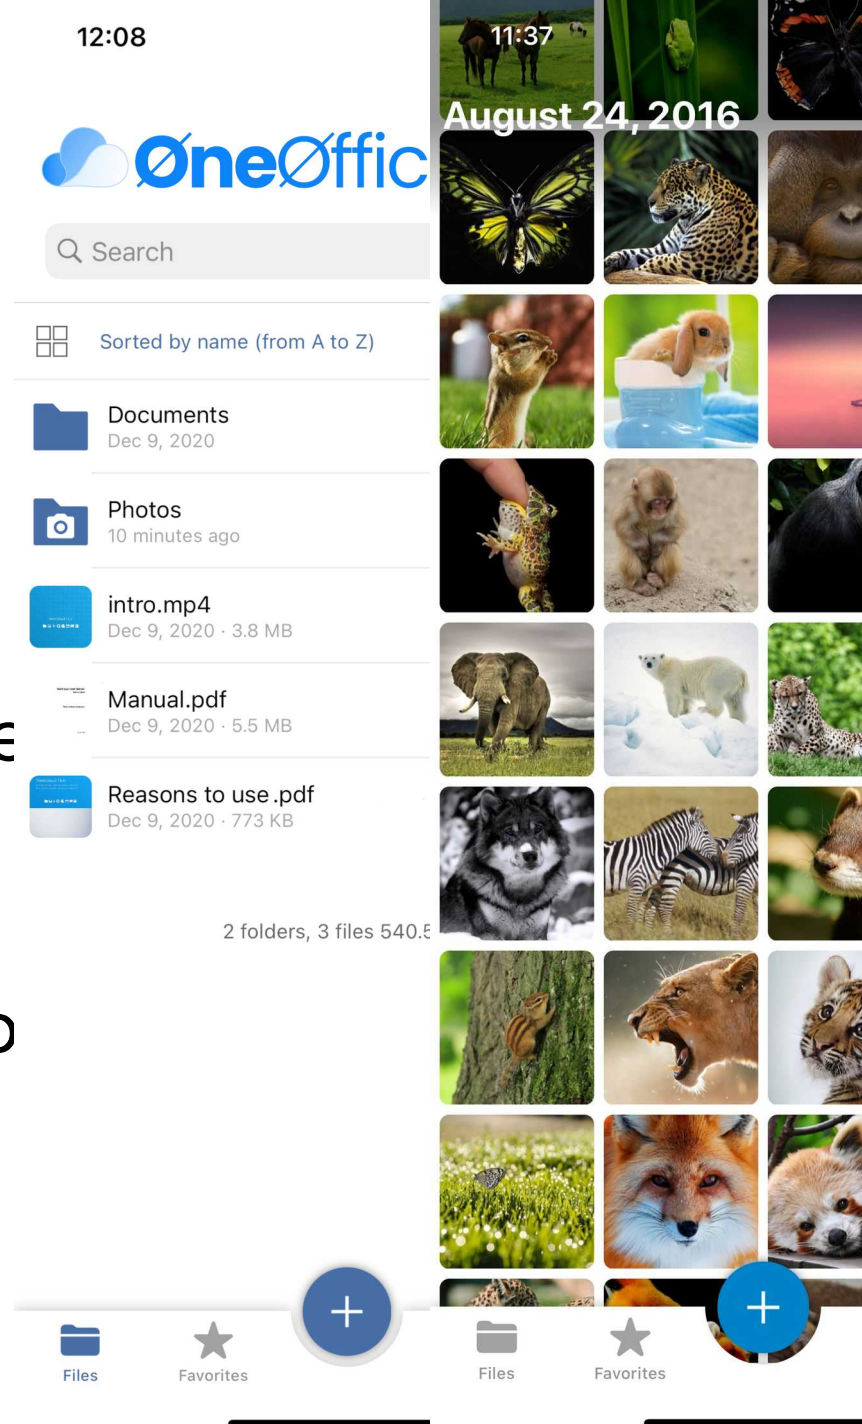 12:08
ØneØffic
Search
Sorted by name (from A to Z)
Documents
Dec 9, 2020
Photos
10 minutes ago
intro.mp4
Dec 9, 2020 · 3.8 MB
Manual.pdf
Dec 9, 2020 · 5.5 MB
Reasons to use.pdf
Dec 9, 2020 · 773 KB
2 folders, 3 files 540.5
Files
Favorites
11:37
August 24, 2016
Files
Favorites